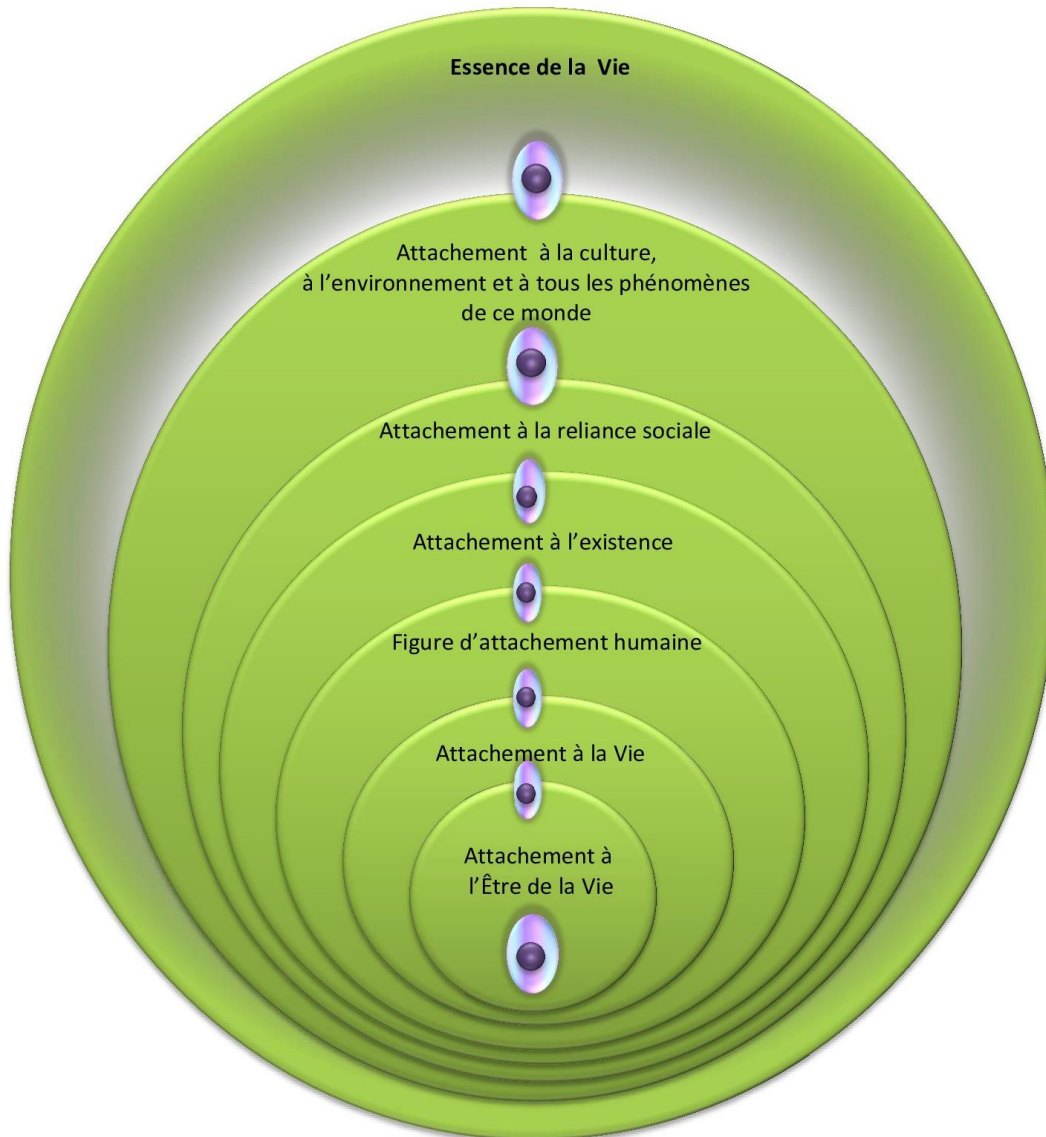 Essence de la Vie
Attachement à la culture,
à l’environnement et à tous les phénomènes
de ce monde
Attachement à la reliance sociale
Attachement à l’existence
Figure d’attachement humaine
Attachement à la Vie
Attachement à
l’Être de la Vie